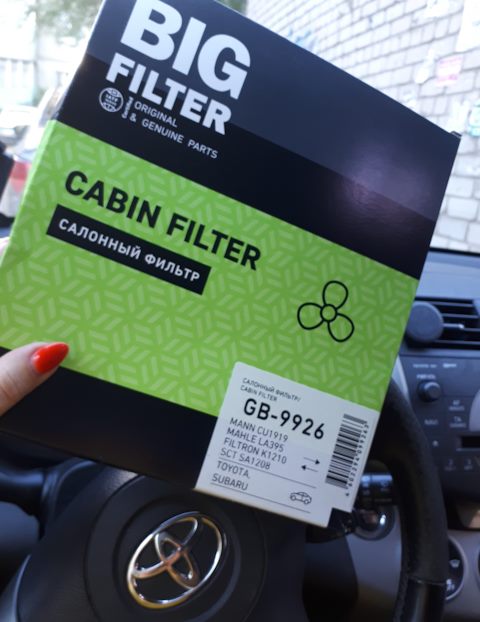 BIG
FILTER
ORIGINAL
& GENUINE PARTS
CABIN FILTER
САЛОННЫЙ ФИЛЬТР
САЛОННЫЙ ФИЛЬТР/
CABIN FILTER
GB-9926
MANN CU1919
MAHLE LA395
FILTRON K1210
SCT SA1208
TOYOTA,
SUBARU